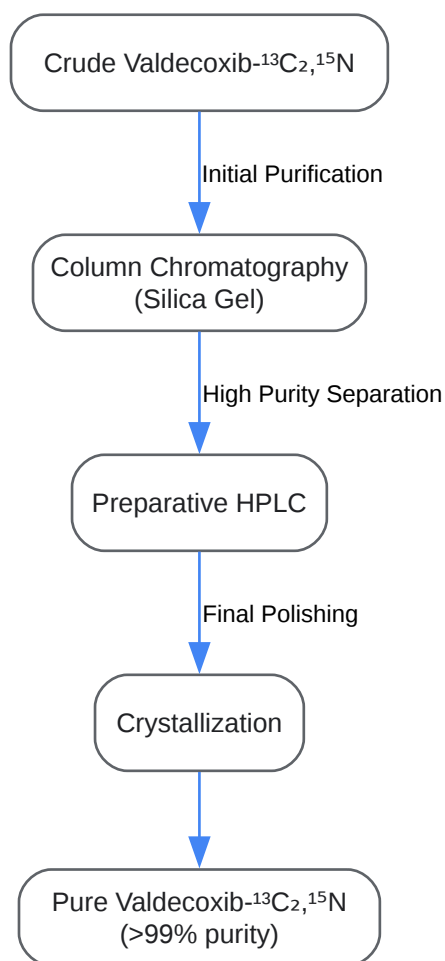 Crude Valdecoxib-¹³C₂,¹⁵N
Initial Purification
Column Chromatography
(Silica Gel)
High Purity Separation
Preparative HPLC
Final Polishing
Crystallization
Pure Valdecoxib-¹³C₂,¹⁵N
(>99% purity)